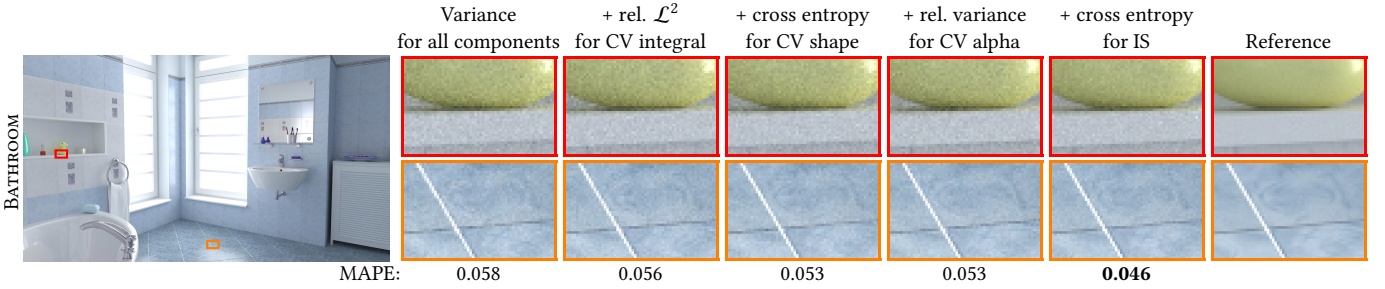 Variance
for all components
+ rel. ℒ²
for CV integral
+ cross entropy
for CV shape
+ rel. variance
for CV alpha
+ cross entropy
for IS
Reference
BATHROOM
MAPE: 0.058 0.056 0.053 0.053 0.046